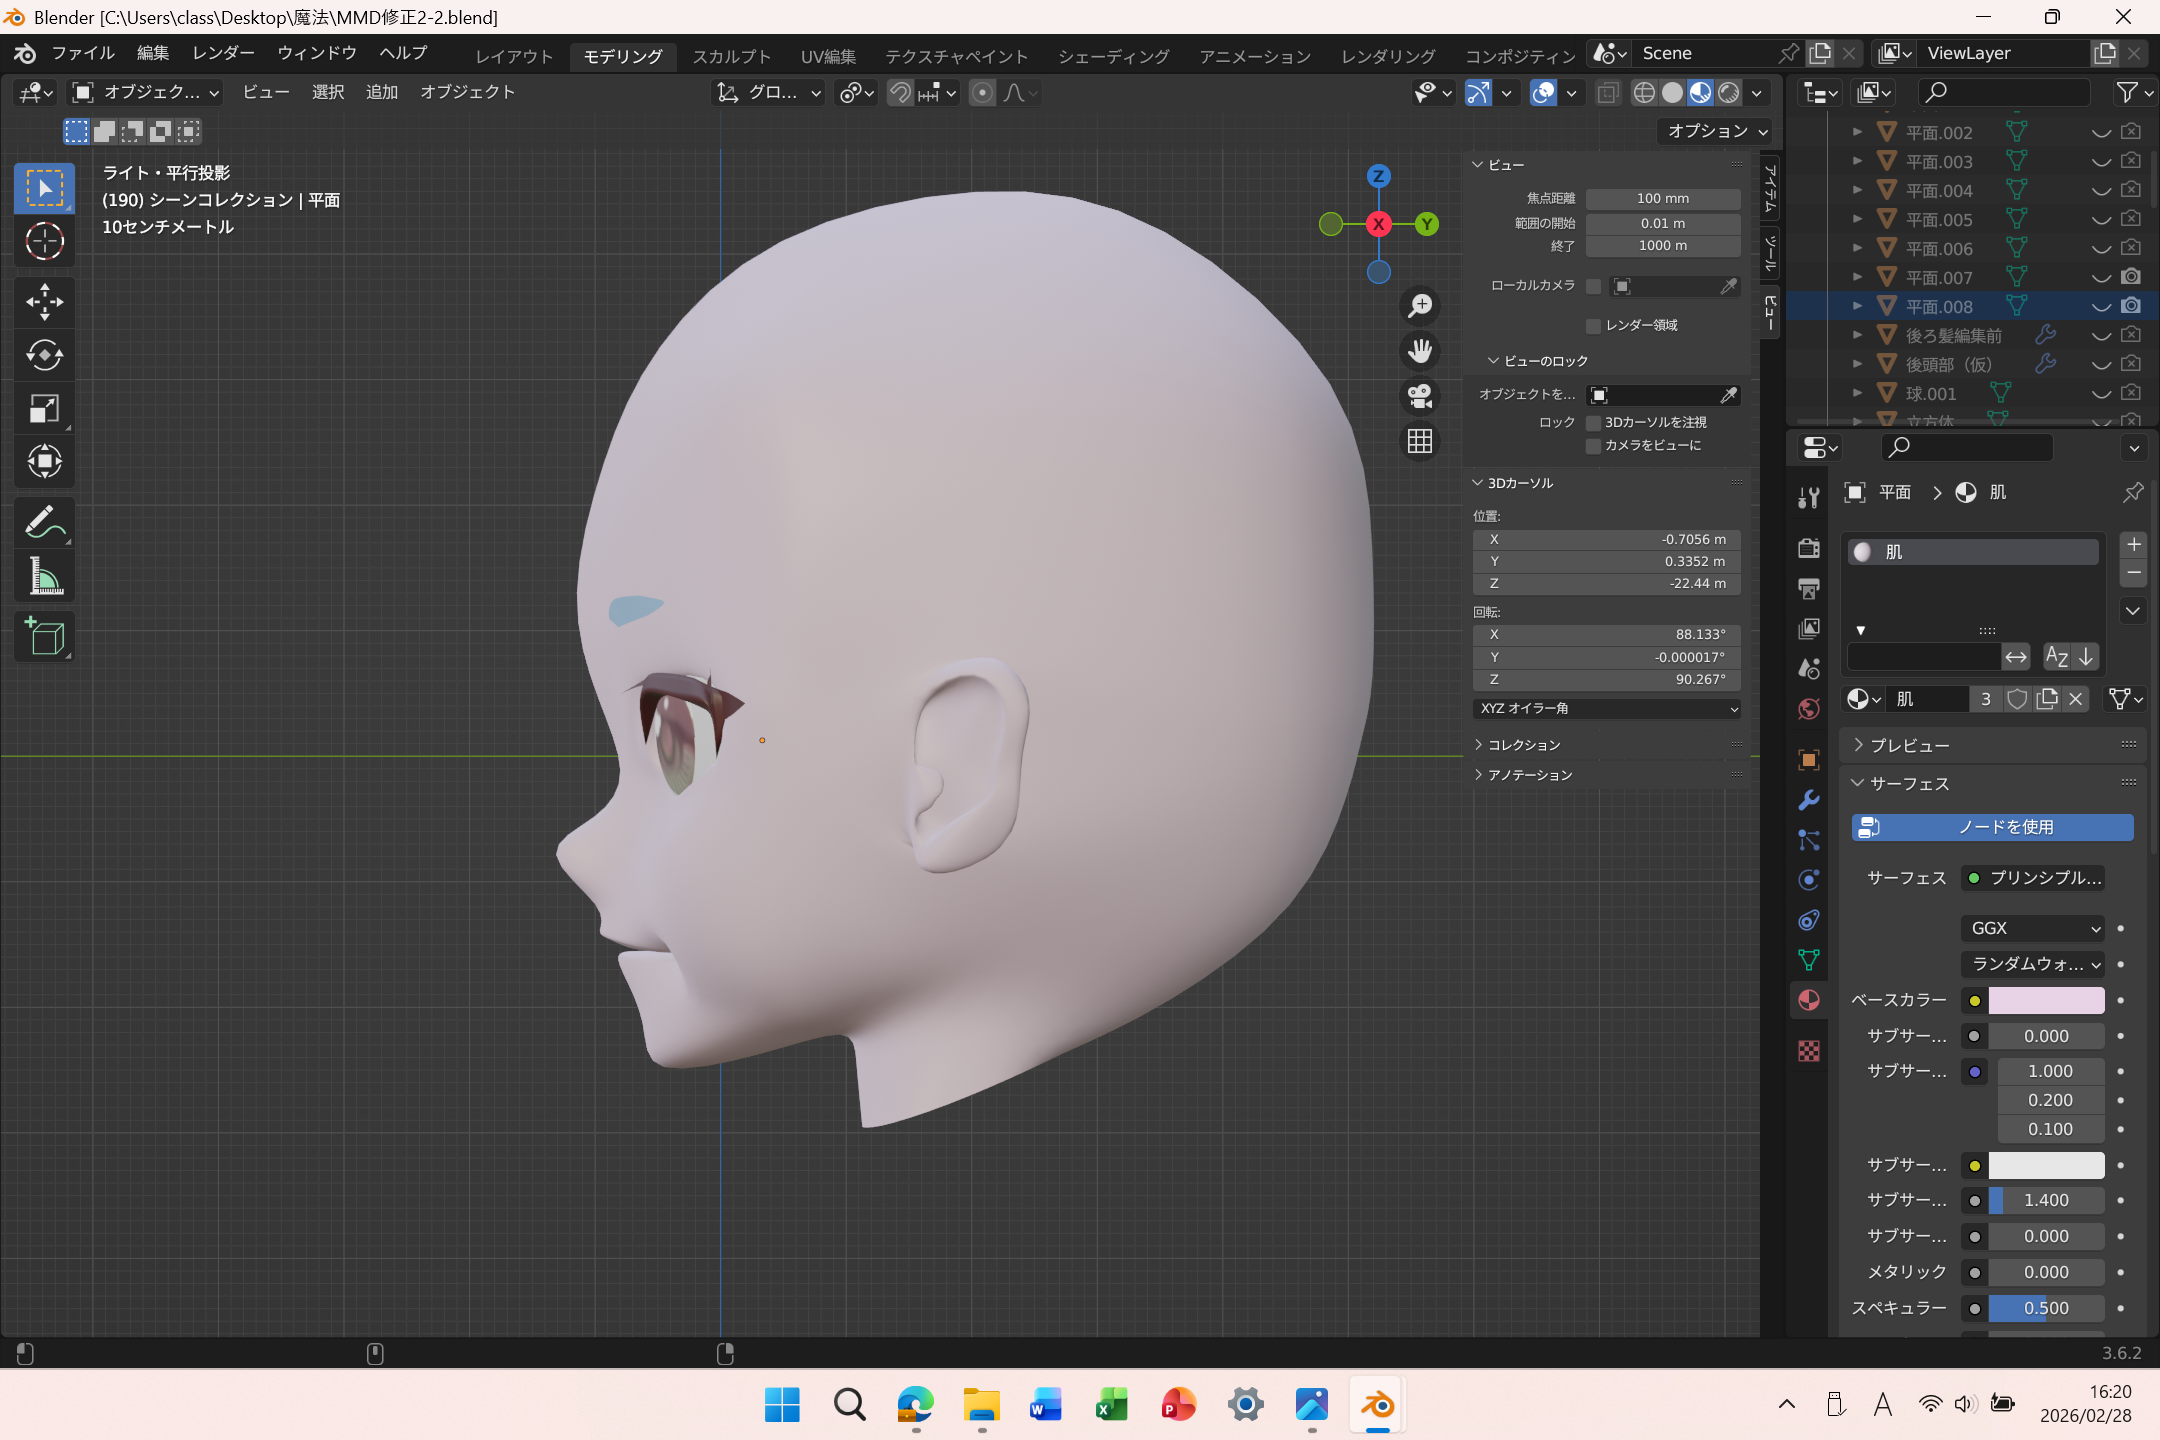 Blender [C:\Users\class\Desktop\魔法\MMD修正2-2.blend]
ファイル 編集 レンダー ウィンドウ ヘルプ レイアウト モデリング スカルプト UV編集 テクスチャペイント シェーディング アニメーション レンダリング コンポジティン Scene ViewLayer
オブジェク... ビュー 選択 追加 オブジェクト グロ...
オプション
ライト・平行投影
(190) シーンコレクション | 平面
10センチメートル
Z
X
Y
ビュー
焦点距離 100 mm
範囲の開始 0.01 m
終了 1000 m
ローカルカメラ
レンダー領域
ビューのロック
オブジェクトを...
ロック 3Dカーソルを注視
カメラをビューに
3Dカーソル
位置:
X -0.7056 m
Y 0.3352 m
Z -22.44 m
回転:
X 88.133°
Y -0.000017°
Z 90.267°
XYZ オイラー角
コレクション
アノテーション
アイテム
ツール
ビュー
平面.002
平面.003
平面.004
平面.005
平面.006
平面.007
平面.008
後ろ髪編集前
後頭部（仮）
球.001
立方体
平面 肌
肌
AZ
肌 3
プレビュー
サーフェス
ノードを使用
サーフェス プリンシプル...
GGX
ランダムウォ...
ベースカラー
サブサー... 0.000
サブサー... 1.000
0.200
0.100
サブサー...
サブサー... 1.400
サブサー... 0.000
メタリック 0.000
スペキュラー 0.500
3.6.2
W
X
P
A
16:20
2026/02/28